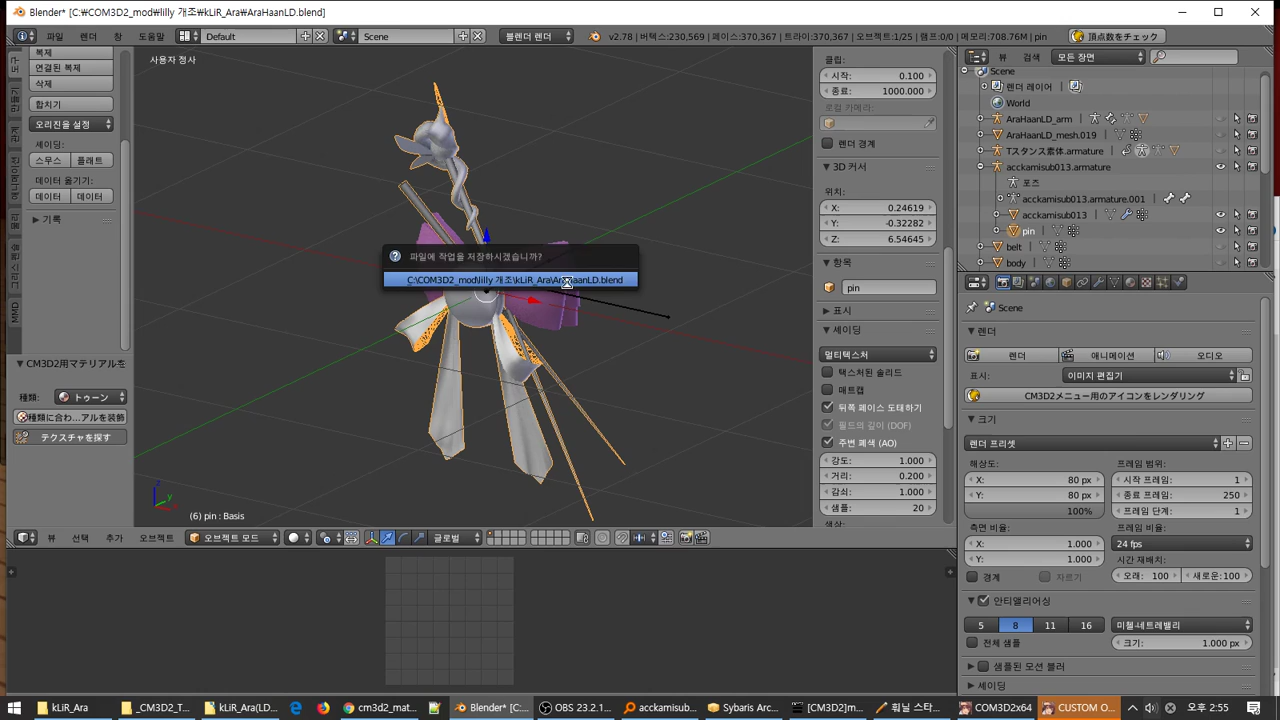 Blender* [C:₩COM3D2_mod₩lilly 개조₩kLiR_Ara₩AraHaanLD.blend]
파일 렌더 창 도움말 Default Scene 블렌더 렌더 v2.78 | 버텍스:230,569 | 페이스:370,367 | 트라이:370,367 | 오브젝트:1/25 | 램프:0/0 | 메모리:708.76M | pin 頂点数をチェック
복제
연결된 복제
삭제
합치기
오리진을 설정
셰이딩:
스무스 플래트
데이터 옮기기:
데이터 데이터
기록
MMD
CM3D2用マテリアルを
種類: トゥーン
種類に合わ...アルを装飾
テクスチャを探す
사용자 정사
파일에 작업을 저장하시겠습니까?
C:\COM3D2_mod\lilly 개조\kLiR_Ara\AraHaanLD.blend
(6) pin : Basis
뷰 선택 추가 오브젝트 오브젝트 모드 글로벌
클립:
시작: 0.100
종료: 1000.000
로컬 카메라:
렌더 경계
3D 커서
위치:
X: 0.24619
Y: -0.32282
Z: 6.54645
항목
pin
표시
셰이딩
멀티텍스처
텍스처된 솔리드
매트캡
뒤쪽 페이스 도태하기
필드의 깊이 (DOF)
주변 폐색 (AO)
강도: 1.000
거리: 0.200
감쇠: 1.000
샘플: 20
색상:
뷰 검색 모든 장면
Scene
렌더 레이어
World
AraHaanLD_arm
AraHaanLD_mesh.019
Tスタンス素体.armature
acckamisub013.armature
포즈
acckamisub013.armature.001
acckamisub013
pin
belt
body
Scene
렌더
렌더 애니메이션 오디오
표시: 이미지 편집기
CM3D2メニュー用のアイコンをレンダリング
크기
렌더 프리셋
해상도: 프레임 범위:
X: 80 px 시작 프레임: 1
Y: 80 px 종료 프레임: 250
100% 프레임 단계: 1
측면 비율: 프레임 비율:
X: 1.000 24 fps
Y: 1.000 시간 재배치:
경계 자르기 오래: 100 새로운:100
안티앨리어싱
5 8 11 16 미첼-네트레밸리
전체 샘플 크기: 1.000 px
샘플된 모션 블러
셰이딩
kLiR_Ara _CM3D2_T... kLiR_Ara(LD... cm3d2_mat... Blender* [C:... OBS 23.2.1... acckamisub... Sybaris Arc... [CM3D2]m... 훠닐 스타... COM3D2x64 CUSTOM O... 오후 2:55